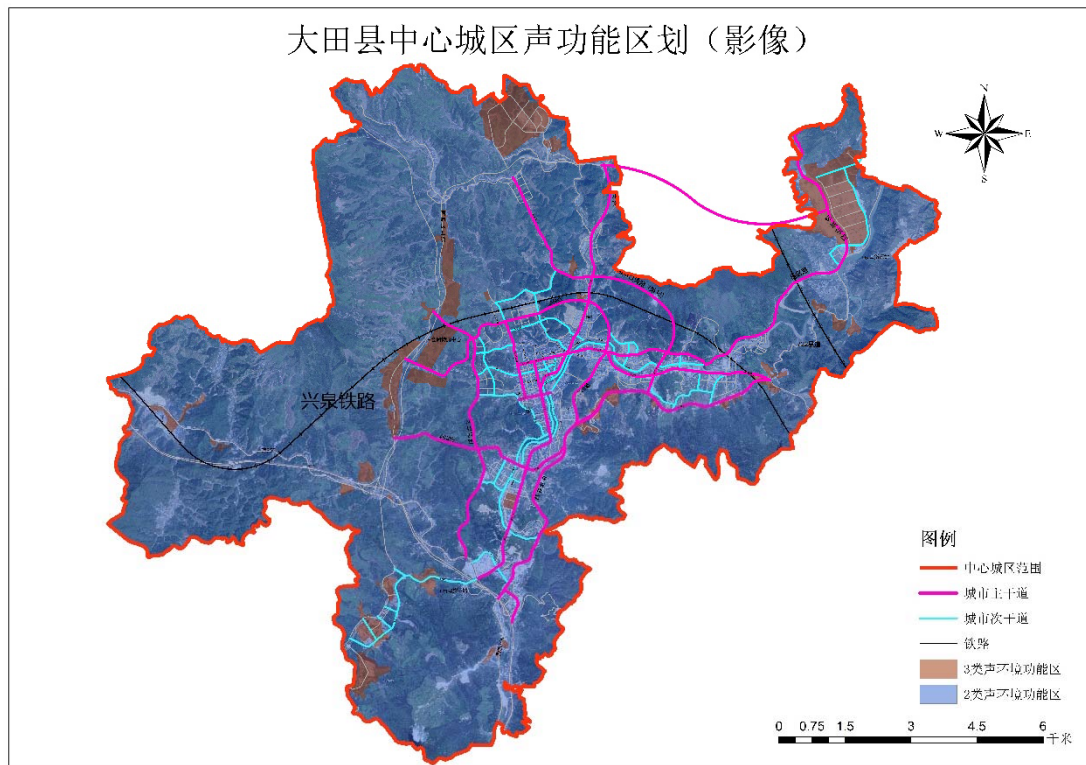 大田县中心城区声功能区划（影像）
N
W
E
S
兴泉铁路
图例
中心城区范围
城市主干道
城市次干道
铁路
3类声环境功能区
2类声环境功能区
0 0.75 1.5 3 4.5 6
千米